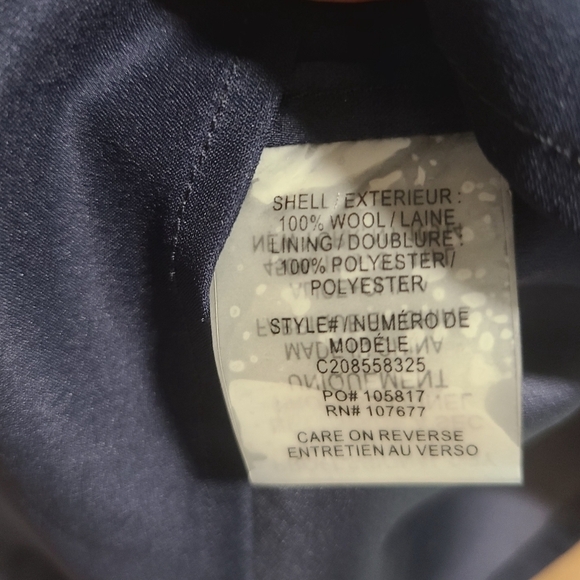 SHELL / EXTERIEUR :
100% WOOL / LAINE
LINING / DOUBLURE :
100% POLYESTER /
POLYESTER
STYLE# / NUMÉRO DE
MODÉLE
C208558325
PO# 105817
RN# 107677
CARE ON REVERSE
ENTRETIEN AU VERSO